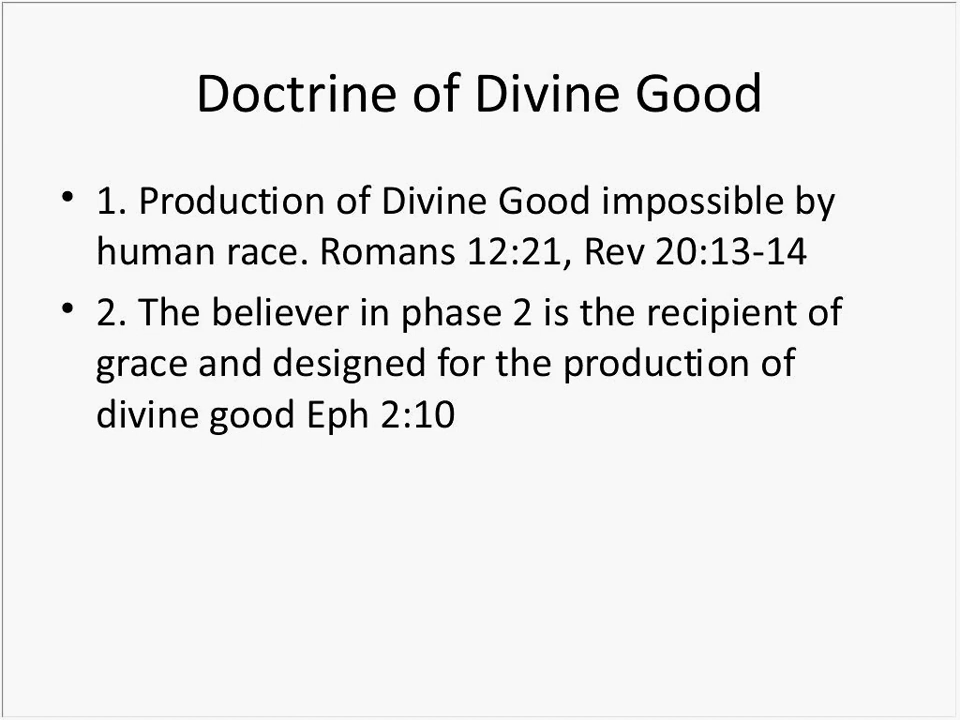 Doctrine of Divine Good
• 1. Production of Divine Good impossible by
human race. Romans 12:21, Rev 20:13-14
• 2. The believer in phase 2 is the recipient of
grace and designed for the production of
divine good Eph 2:10